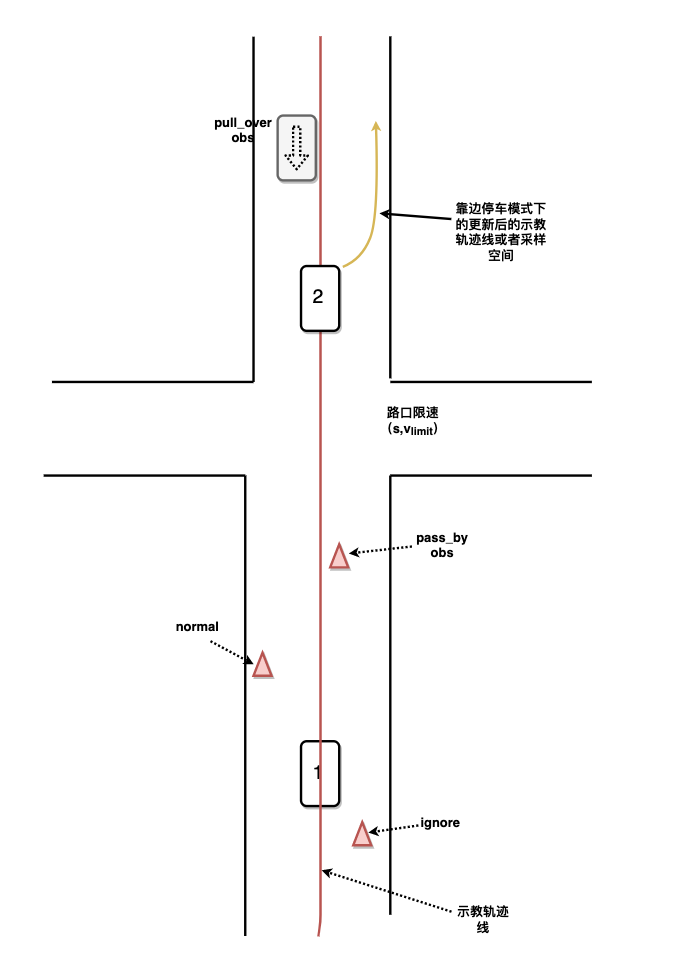 pull_over
obs
靠边停车模式下
的更新后的示教
轨迹线或者采样
空间
2
路口限速
(s,vlimit)
pass_by
obs
normal
1
ignore
示教轨迹
线